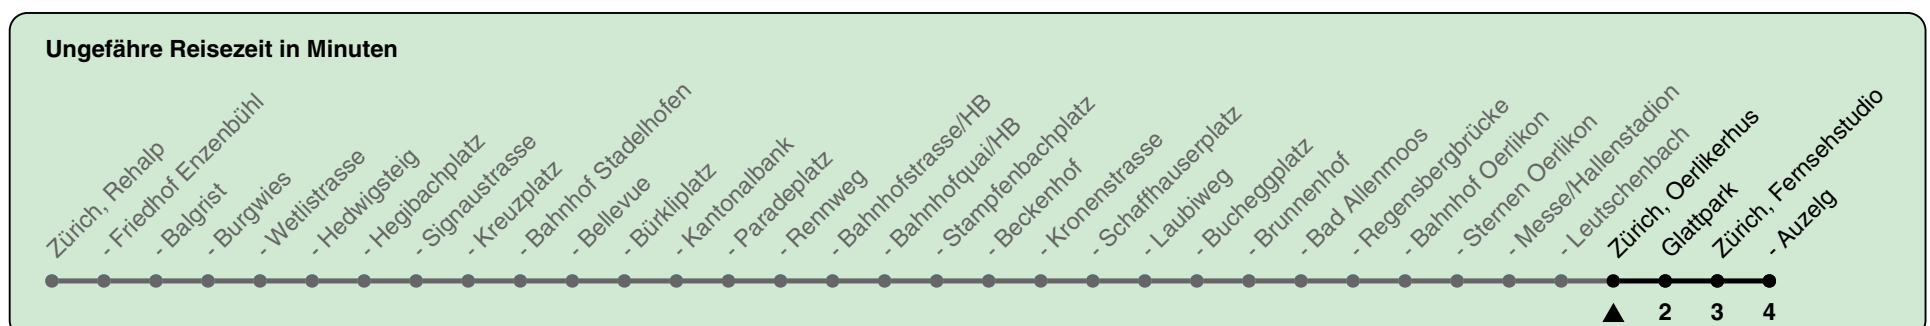 Ungefähre Reisezeit in Minuten
Zürich, Rehalp
- Friedhof Enzenbühl
- Balgrist
- Burgwies
- Wetlistrasse
- Hedwigsteig
- Hegibachplatz
- Signaustrasse
- Kreuzplatz
- Bahnhof Stadelhofen
- Bellevue
- Bürkliplatz
- Kantonalbank
- Paradeplatz
- Rennweg
- Bahnhofstrasse/HB
- Bahnhofquai/HB
- Stampfenbachplatz
- Beckenhof
- Kronenstrasse
- Schaffhauserplatz
- Laubiweg
- Bucheggplatz
- Brunnenhof
- Bad Allenmoos
- Regensbergbrücke
- Bahnhof Oerlikon
- Sternen Oerlikon
- Messe/Hallenstadion
- Leutschenbach
Zürich, Oerlikerhus
Glattpark
Zürich, Fernsehstudio
- Auzelg
2 3 4